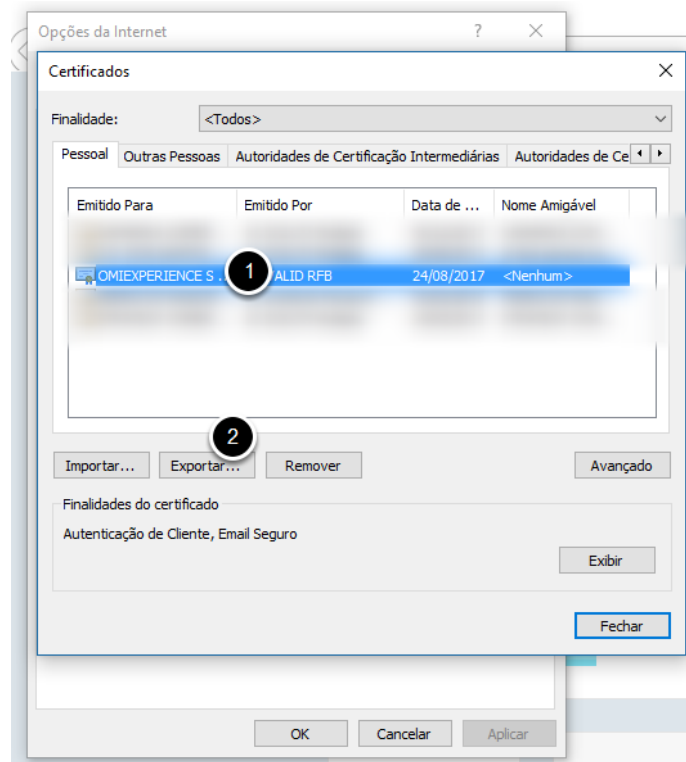 Opções da Internet ?
Certificados
Finalidade: <Todos>
Pessoal Outras Pessoas Autoridades de Certificação Intermediárias Autoridades de Ce
Emitido Para Emitido Por Data de ... Nome Amigável
OMIEXPERIENCE S . 1 ALID RFB 24/08/2017 <Nenhum>
2
Importar... Exportar... Remover Avançado
Finalidades do certificado
Autenticação de Cliente, Email Seguro
Exibir
Fechar
OK Cancelar Aplicar